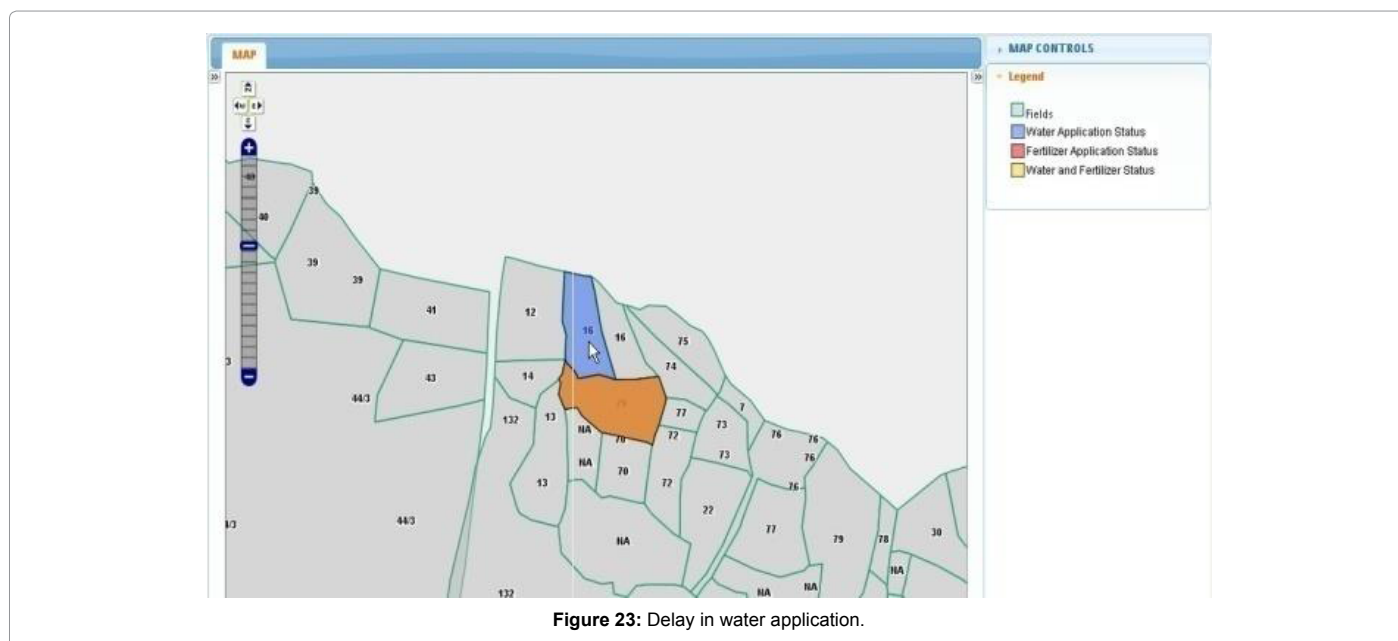 MAP
MAP CONTROLS
Legend
Fields
Water Application Status
Fertilizer Application Status
Water and Fertilizer Status
N
W E
S
39
40
39
39
41
12
16
16
75
74
43
14
44/3
3
132
13
NA
70
77
72
7
73
73
76
76
76
76
NA
70
72
13
22
77
79
78
30
4/3
44/3
NA
NA
NA
NA
132
Figure 23: Delay in water application.